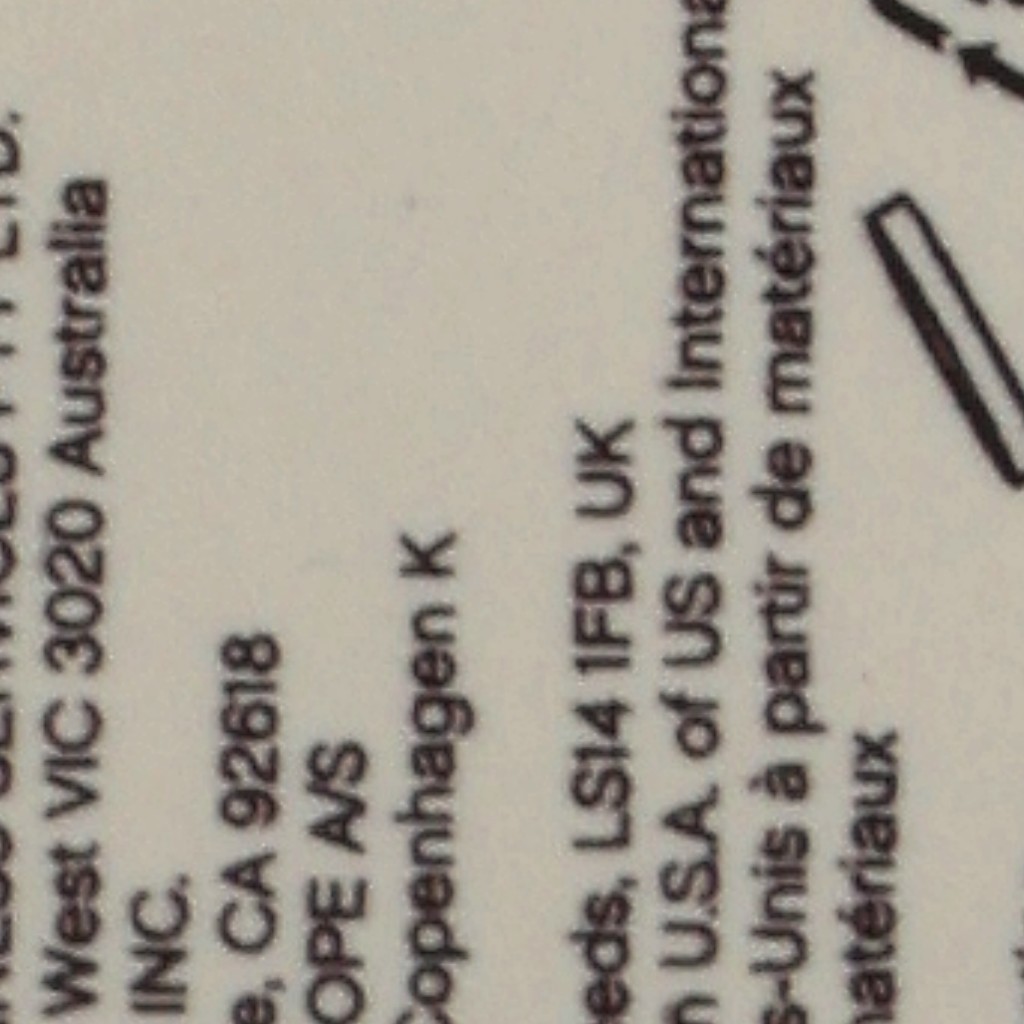 West VIC 3020 Australia
INC.
CA 92618
OPE A/S
Copenhagen K
eds, LS14 1FB, UK
U.S.A. of US and Internationa
s-Unis à partir de matériaux
matériaux